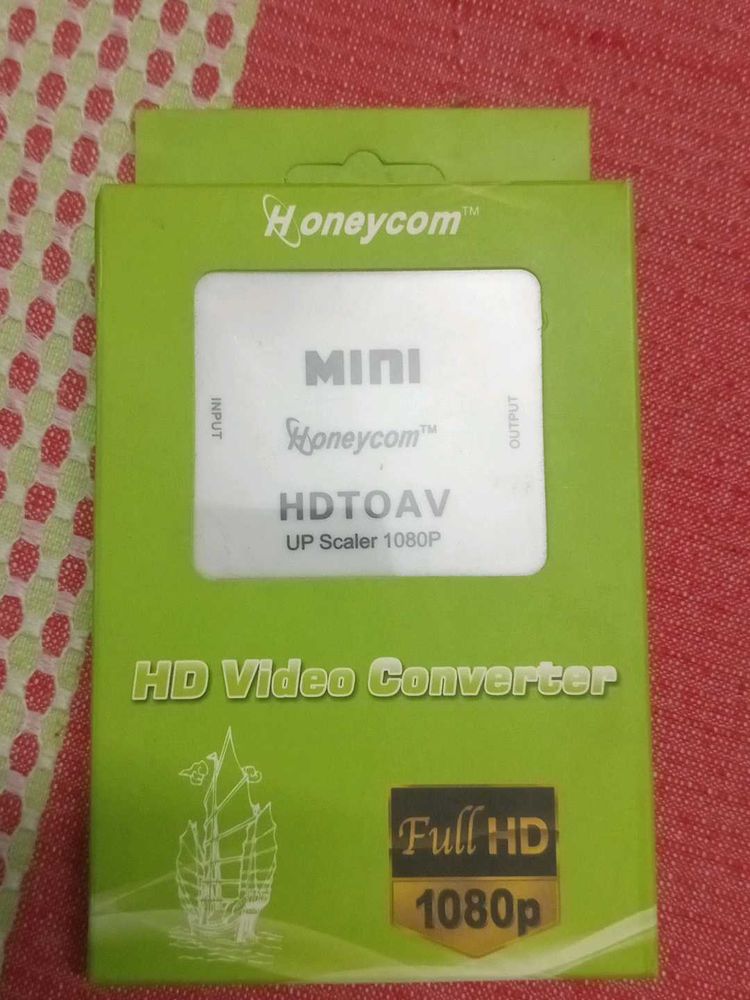 Honeycom™
MINI
INPUT
Honeycom™
OUTPUT
HDTOAV
UP Scaler 1080P
HD Video Converter
Full HD
1080p